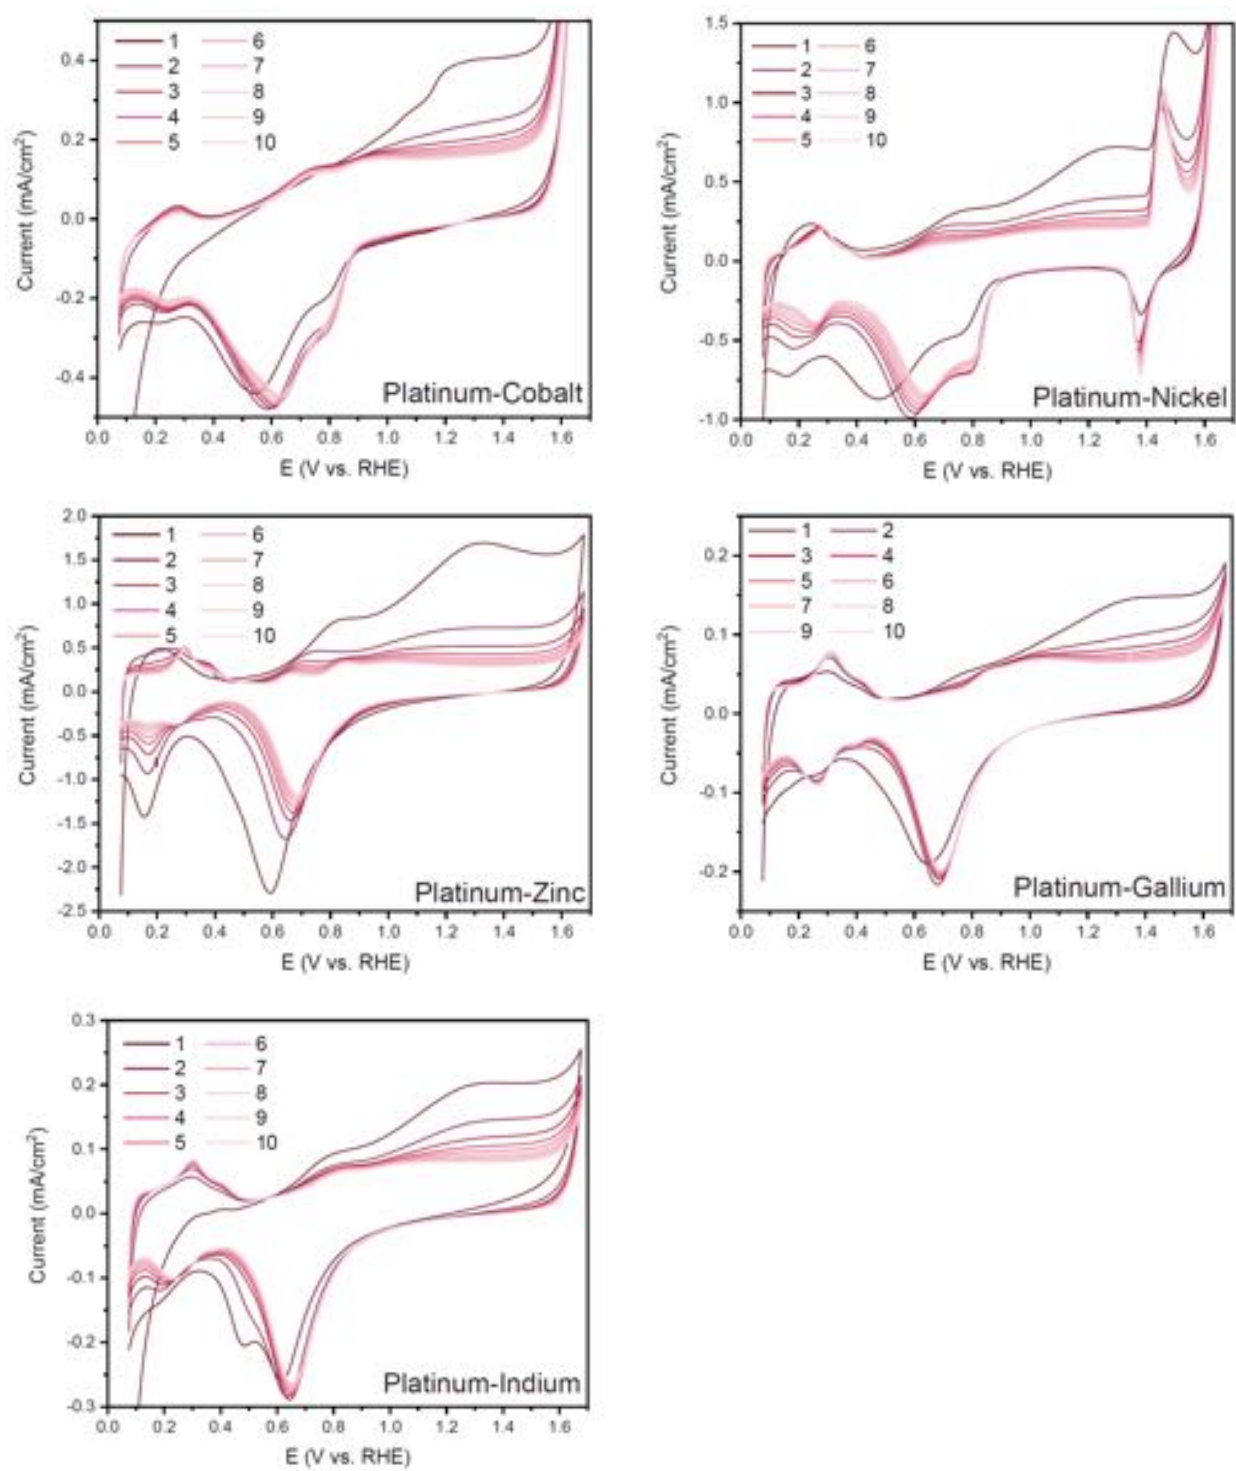 0.4
0.2
0.0
-0.2
-0.4
Current (mA/cm²)
1 6
2 7
3 8
4 9
5 10
Platinum-Cobalt
0.0 0.2 0.4 0.6 0.8 1.0 1.2 1.4 1.6
E (V vs. RHE)
1.5
1.0
0.5
0.0
-0.5
-1.0
Current (mA/cm²)
1 6
2 7
3 8
4 9
5 10
Platinum-Nickel
0.0 0.2 0.4 0.6 0.8 1.0 1.2 1.4 1.6
E (V vs. RHE)
2.0
1.5
1.0
0.5
0.0
-0.5
-1.0
-1.5
-2.0
-2.5
Current (mA/cm²)
1 6
2 7
3 8
4 9
5 10
Platinum-Zinc
0.0 0.2 0.4 0.6 0.8 1.0 1.2 1.4 1.6
E (V vs. RHE)
0.2
0.1
0.0
-0.1
-0.2
Current (mA/cm²)
1 2
3 4
5 6
7 8
9 10
Platinum-Gallium
0.0 0.2 0.4 0.6 0.8 1.0 1.2 1.4 1.6
E (V vs. RHE)
0.3
0.2
0.1
0.0
-0.1
-0.2
-0.3
Current (mA/cm²)
1 6
2 7
3 8
4 9
5 10
Platinum-Indium
0.0 0.2 0.4 0.6 0.8 1.0 1.2 1.4 1.6
E (V vs. RHE)